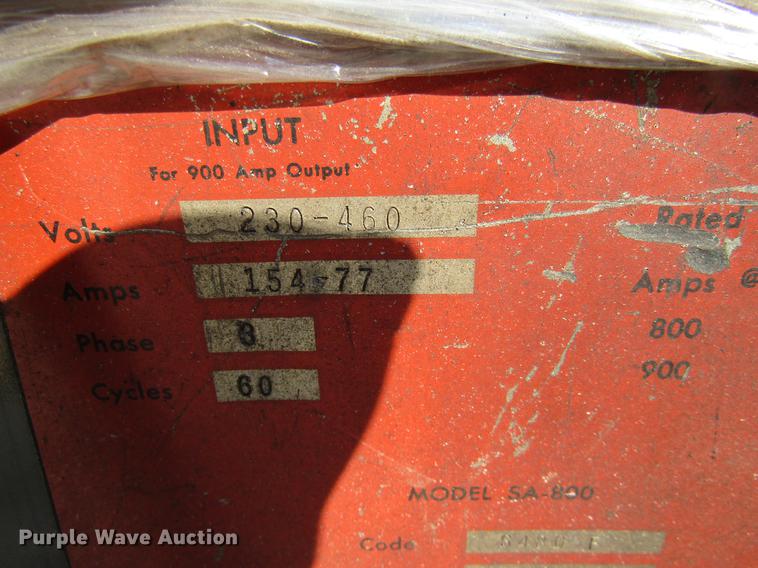 INPUT
For 900 Amp Output
Volts 230-460
Rated
Amps 154-77
Amps @
Phase 3
800
Cycles 60
900
MODEL SA-800
Code
Purple Wave Auction®